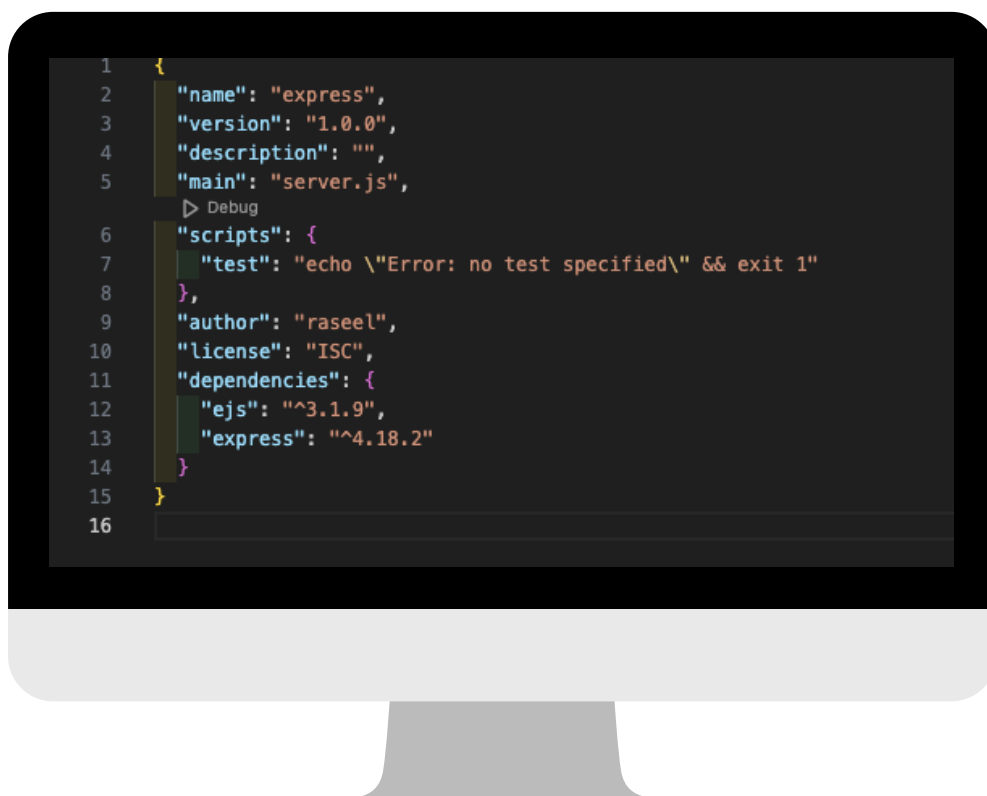 1 {
2 "name": "express",
3 "version": "1.0.0",
4 "description": "",
5 "main": "server.js",
Debug
6 "scripts": {
7 "test": "echo \"Error: no test specified\" && exit 1"
8 },
9 "author": "raseel",
10 "license": "ISC",
11 "dependencies": {
12 "ejs": "^3.1.9",
13 "express": "^4.18.2"
14 }
15 }
16